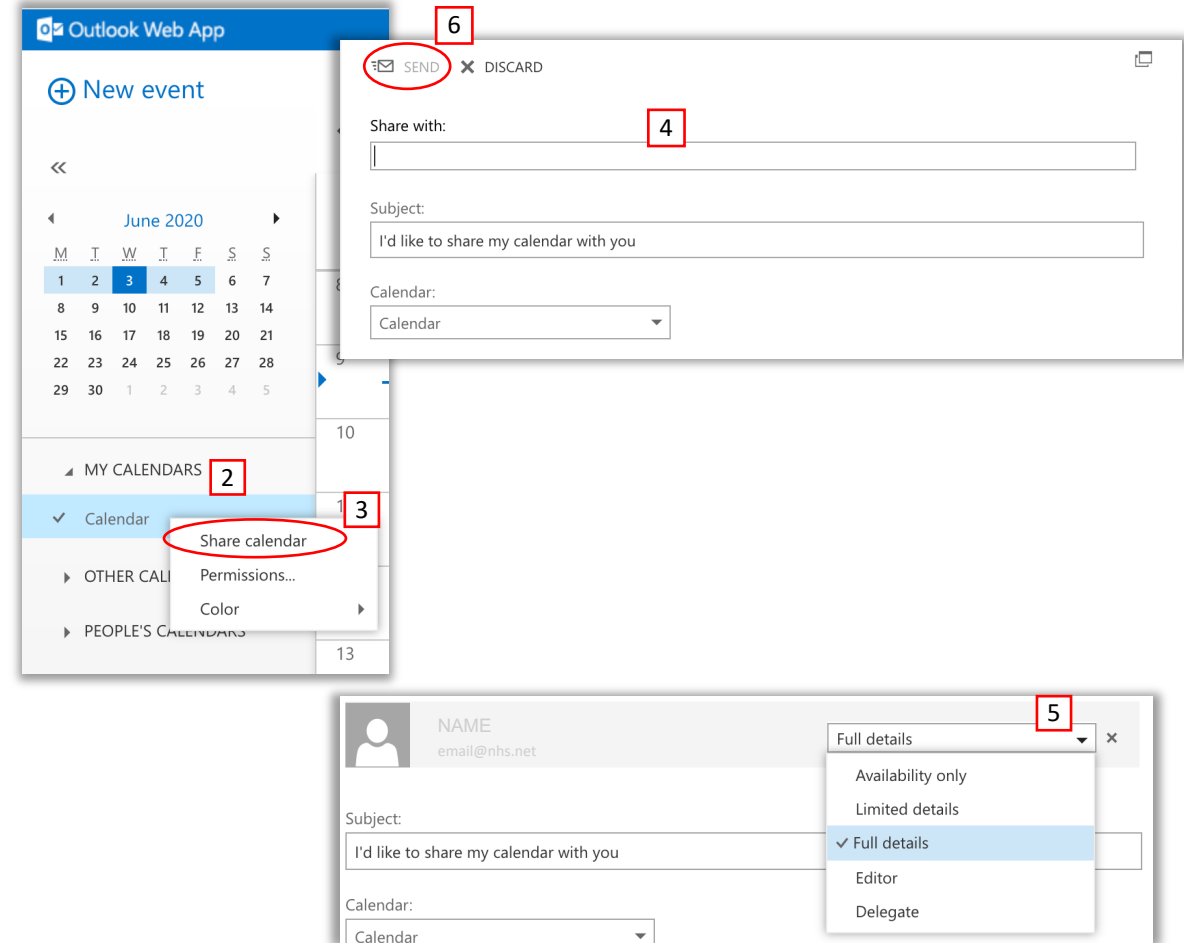 Outlook Web App
New event
«
June 2020
M T W T F S S
1 2 3 4 5 6 7
8 9 10 11 12 13 14
15 16 17 18 19 20 21
22 23 24 25 26 27 28
29 30 1 2 3 4 5
MY CALENDARS
2
Calendar
3
Share calendar
Permissions...
Color
OTHER CAL
PEOPLE'S CALENDARS
8
9
10
1
13
6
SEND
DISCARD
Share with:
4
Subject:
I'd like to share my calendar with you
Calendar:
Calendar
5
NAME
email@nhs.net
Full details
Availability only
Limited details
Full details
Editor
Delegate
Subject:
I'd like to share my calendar with you
Calendar:
Calendar